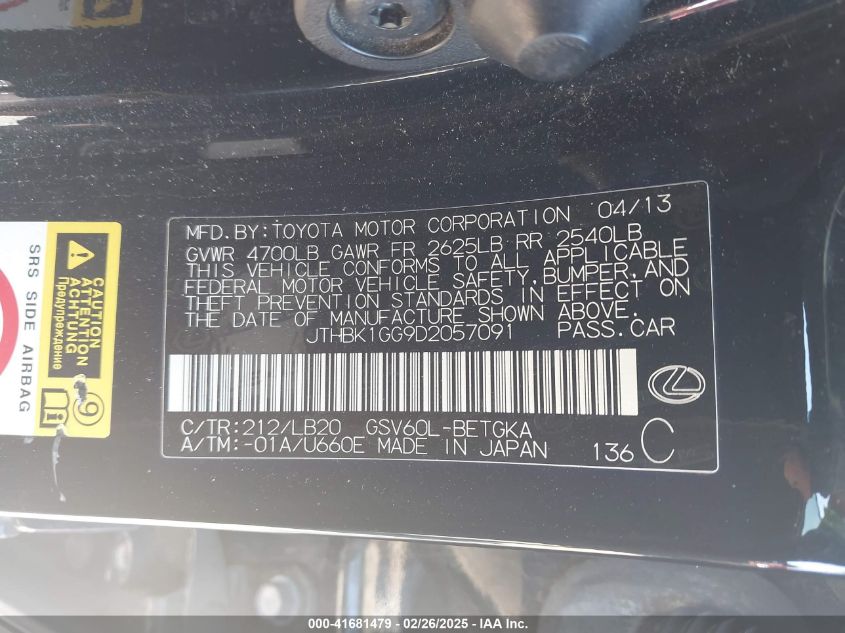 MFD.BY:TOYOTA MOTOR CORPORATION 04/13
GVWR 4700LB GAWR FR 2625LB RR 2540LB
THIS VEHICLE CONFORMS TO ALL APPLICABLE
FEDERAL MOTOR VEHICLE SAFETY,BUMPER,AND
THEFT PREVENTION STANDARDS IN EFFECT ON
THE DATE OF MANUFACTURE SHOWN ABOVE.
JTHBK1GG9D2057091 PASS.CAR
C/TR:212/LB20 GSV60L-BETGKA
A/TM:-01A/U660E MADE IN JAPAN 136 C
SRS SIDE AIRBAG
CAUTION
ATTENTION
ACHTUNG
Предупреждение
9
000-41681479 - 02/26/2025 - IAA Inc.